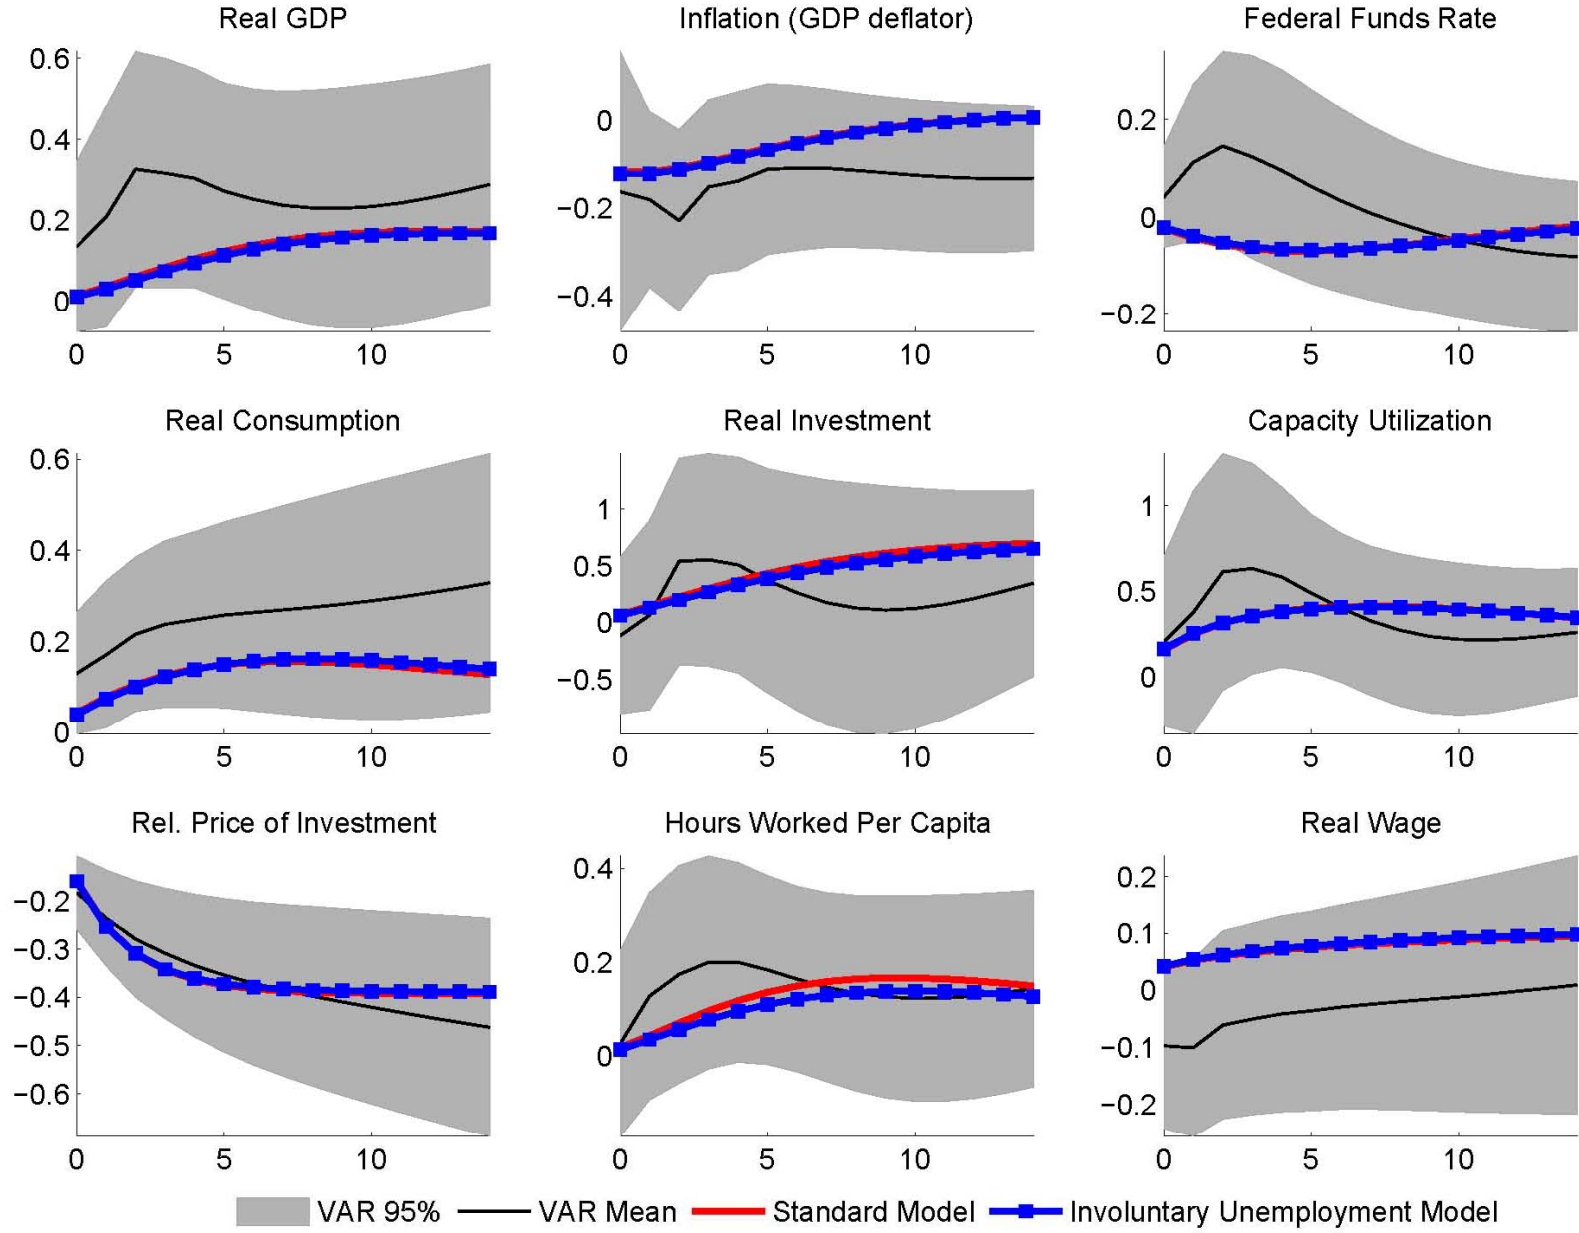 Real GDP
0.6
0.4
0.2
0
0 5 10
Inflation (GDP deflator)
0
−0.2
−0.4
0 5 10
Federal Funds Rate
0.2
0
−0.2
0 5 10
Real Consumption
0.6
0.4
0.2
0
0 5 10
Real Investment
1
0.5
0
−0.5
0 5 10
Capacity Utilization
1
0.5
0
0 5 10
Rel. Price of Investment
−0.2
−0.3
−0.4
−0.5
−0.6
0 5 10
Hours Worked Per Capita
0.4
0.2
0
0 5 10
Real Wage
0.2
0.1
0
−0.1
−0.2
0 5 10
VAR 95% VAR Mean Standard Model Involuntary Unemployment Model